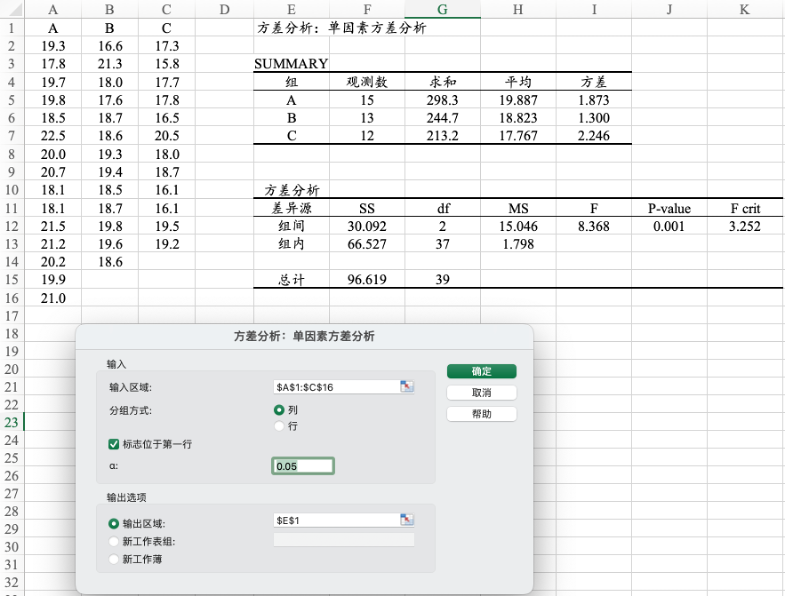 A B C D E F G H I J K
1 A B C 方差分析：单因素方差分析
2 19.3 16.6 17.3
3 17.8 21.3 15.8 SUMMARY
4 19.7 18.0 17.7 组 观测数 求和 平均 方差
5 19.8 17.6 17.8 A 15 298.3 19.887 1.873
6 18.5 18.7 16.5 B 13 244.7 18.823 1.300
7 22.5 18.6 20.5 C 12 213.2 17.767 2.246
8 20.0 19.3 18.0
9 20.7 19.4 18.7
10 18.1 18.5 16.1 方差分析
11 18.1 18.7 16.1 差异源 SS df MS F P-value F crit
12 21.5 19.8 19.5 组间 30.092 2 15.046 8.368 0.001 3.252
13 21.2 19.6 19.2 组内 66.527 37 1.798
14 20.2 18.6
15 19.9 总计 96.619 39
16 21.0
17
18
19
20
21
22
23
24
25
26
27
28
29
30
31
32
方差分析：单因素方差分析
输入
输入区域: $A$1:$C$16
分组方式: 列
行
标志位于第一行
α: 0.05
输出选项
输出区域: $E$1
新工作表组:
新工作薄
确定
取消
帮助